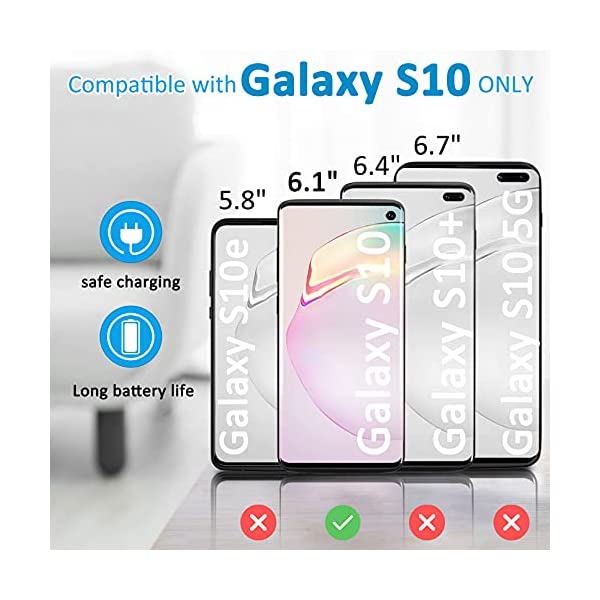 Compatible with Galaxy S10 ONLY
5.8"
6.1"
6.4"
6.7"
safe charging
Long battery life
Galaxy S10e
Galaxy S10
Galaxy S10+
Galaxy S10 5G